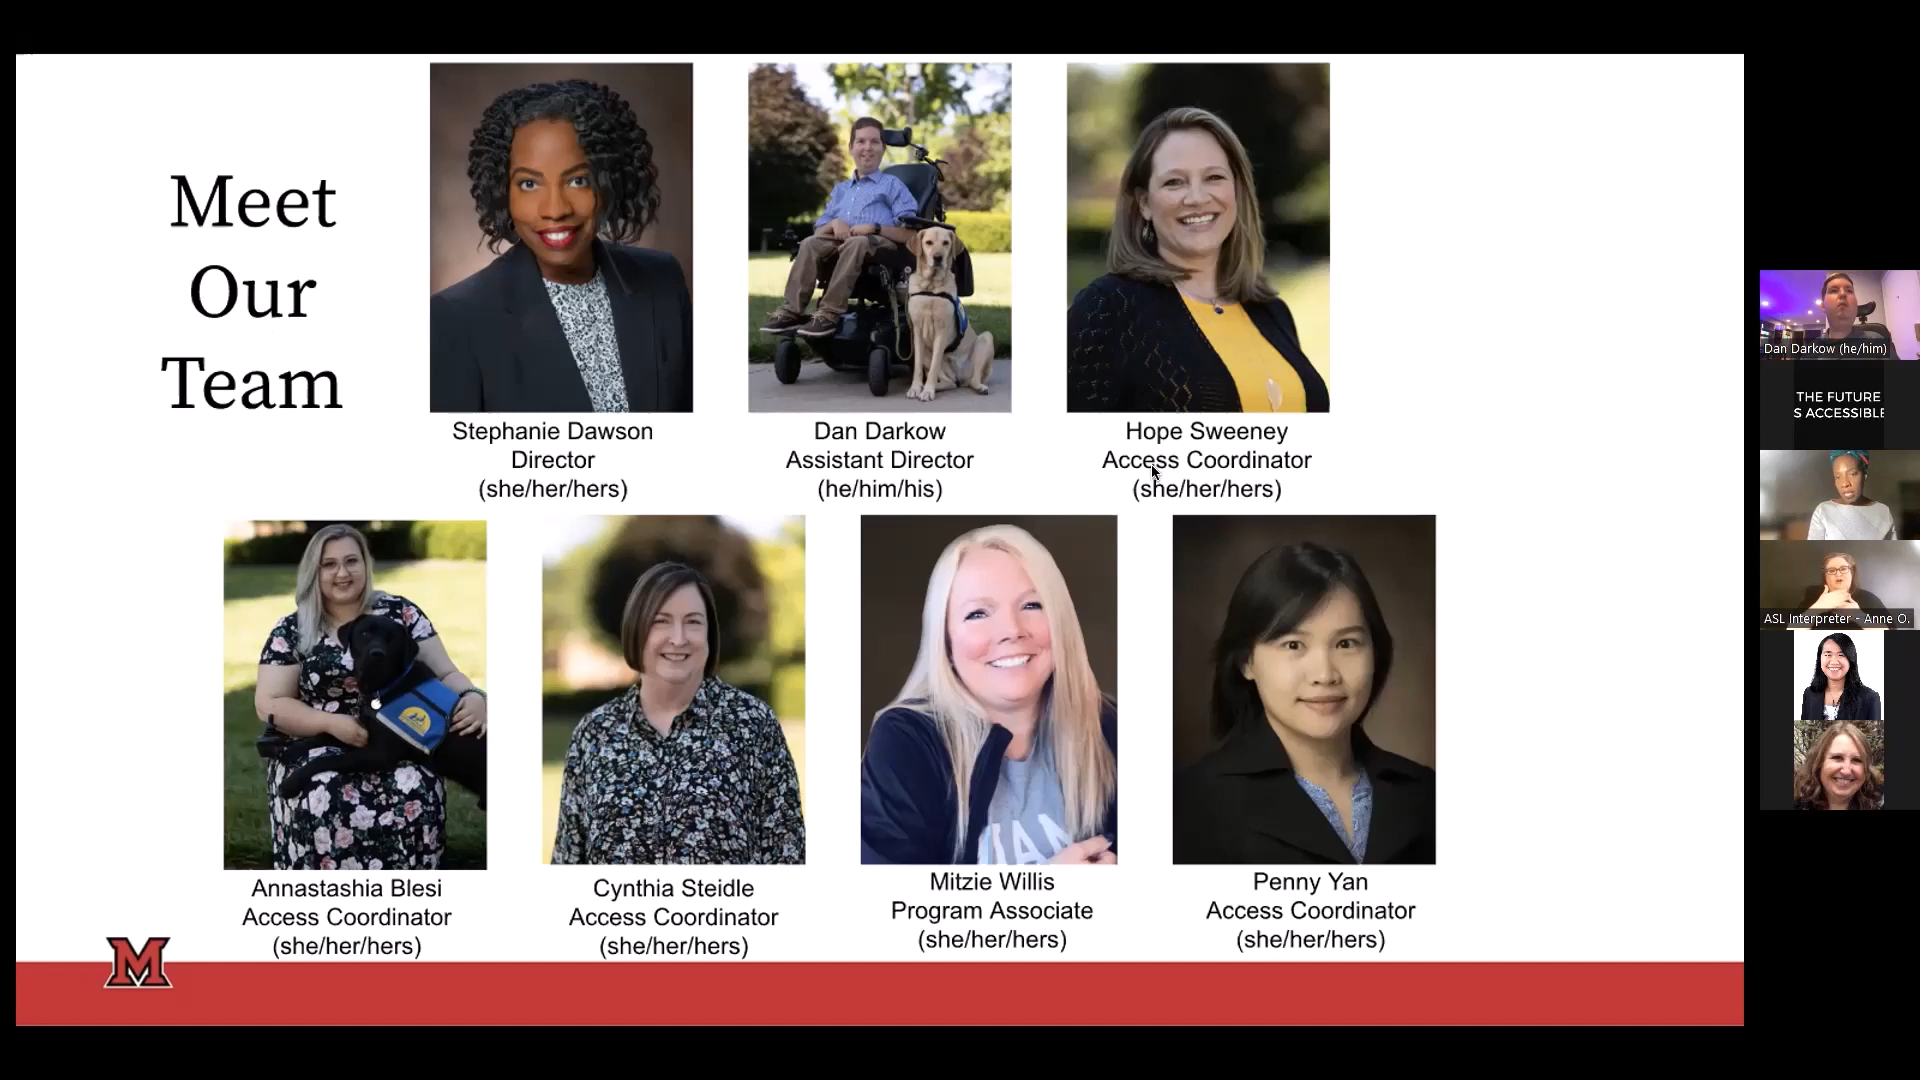 Meet
Our
Team
Stephanie Dawson
Director
(she/her/hers)
Dan Darkow
Assistant Director
(he/him/his)
Hope Sweeney
Access Coordinator
(she/her/hers)
Annastashia Blesi
Access Coordinator
(she/her/hers)
Cynthia Steidle
Access Coordinator
(she/her/hers)
Mitzie Willis
Program Associate
(she/her/hers)
Penny Yan
Access Coordinator
(she/her/hers)
M
Dan Darkow (he/him)
THE FUTURE
S ACCESSIBLE
ASL Interpreter - Anne O.